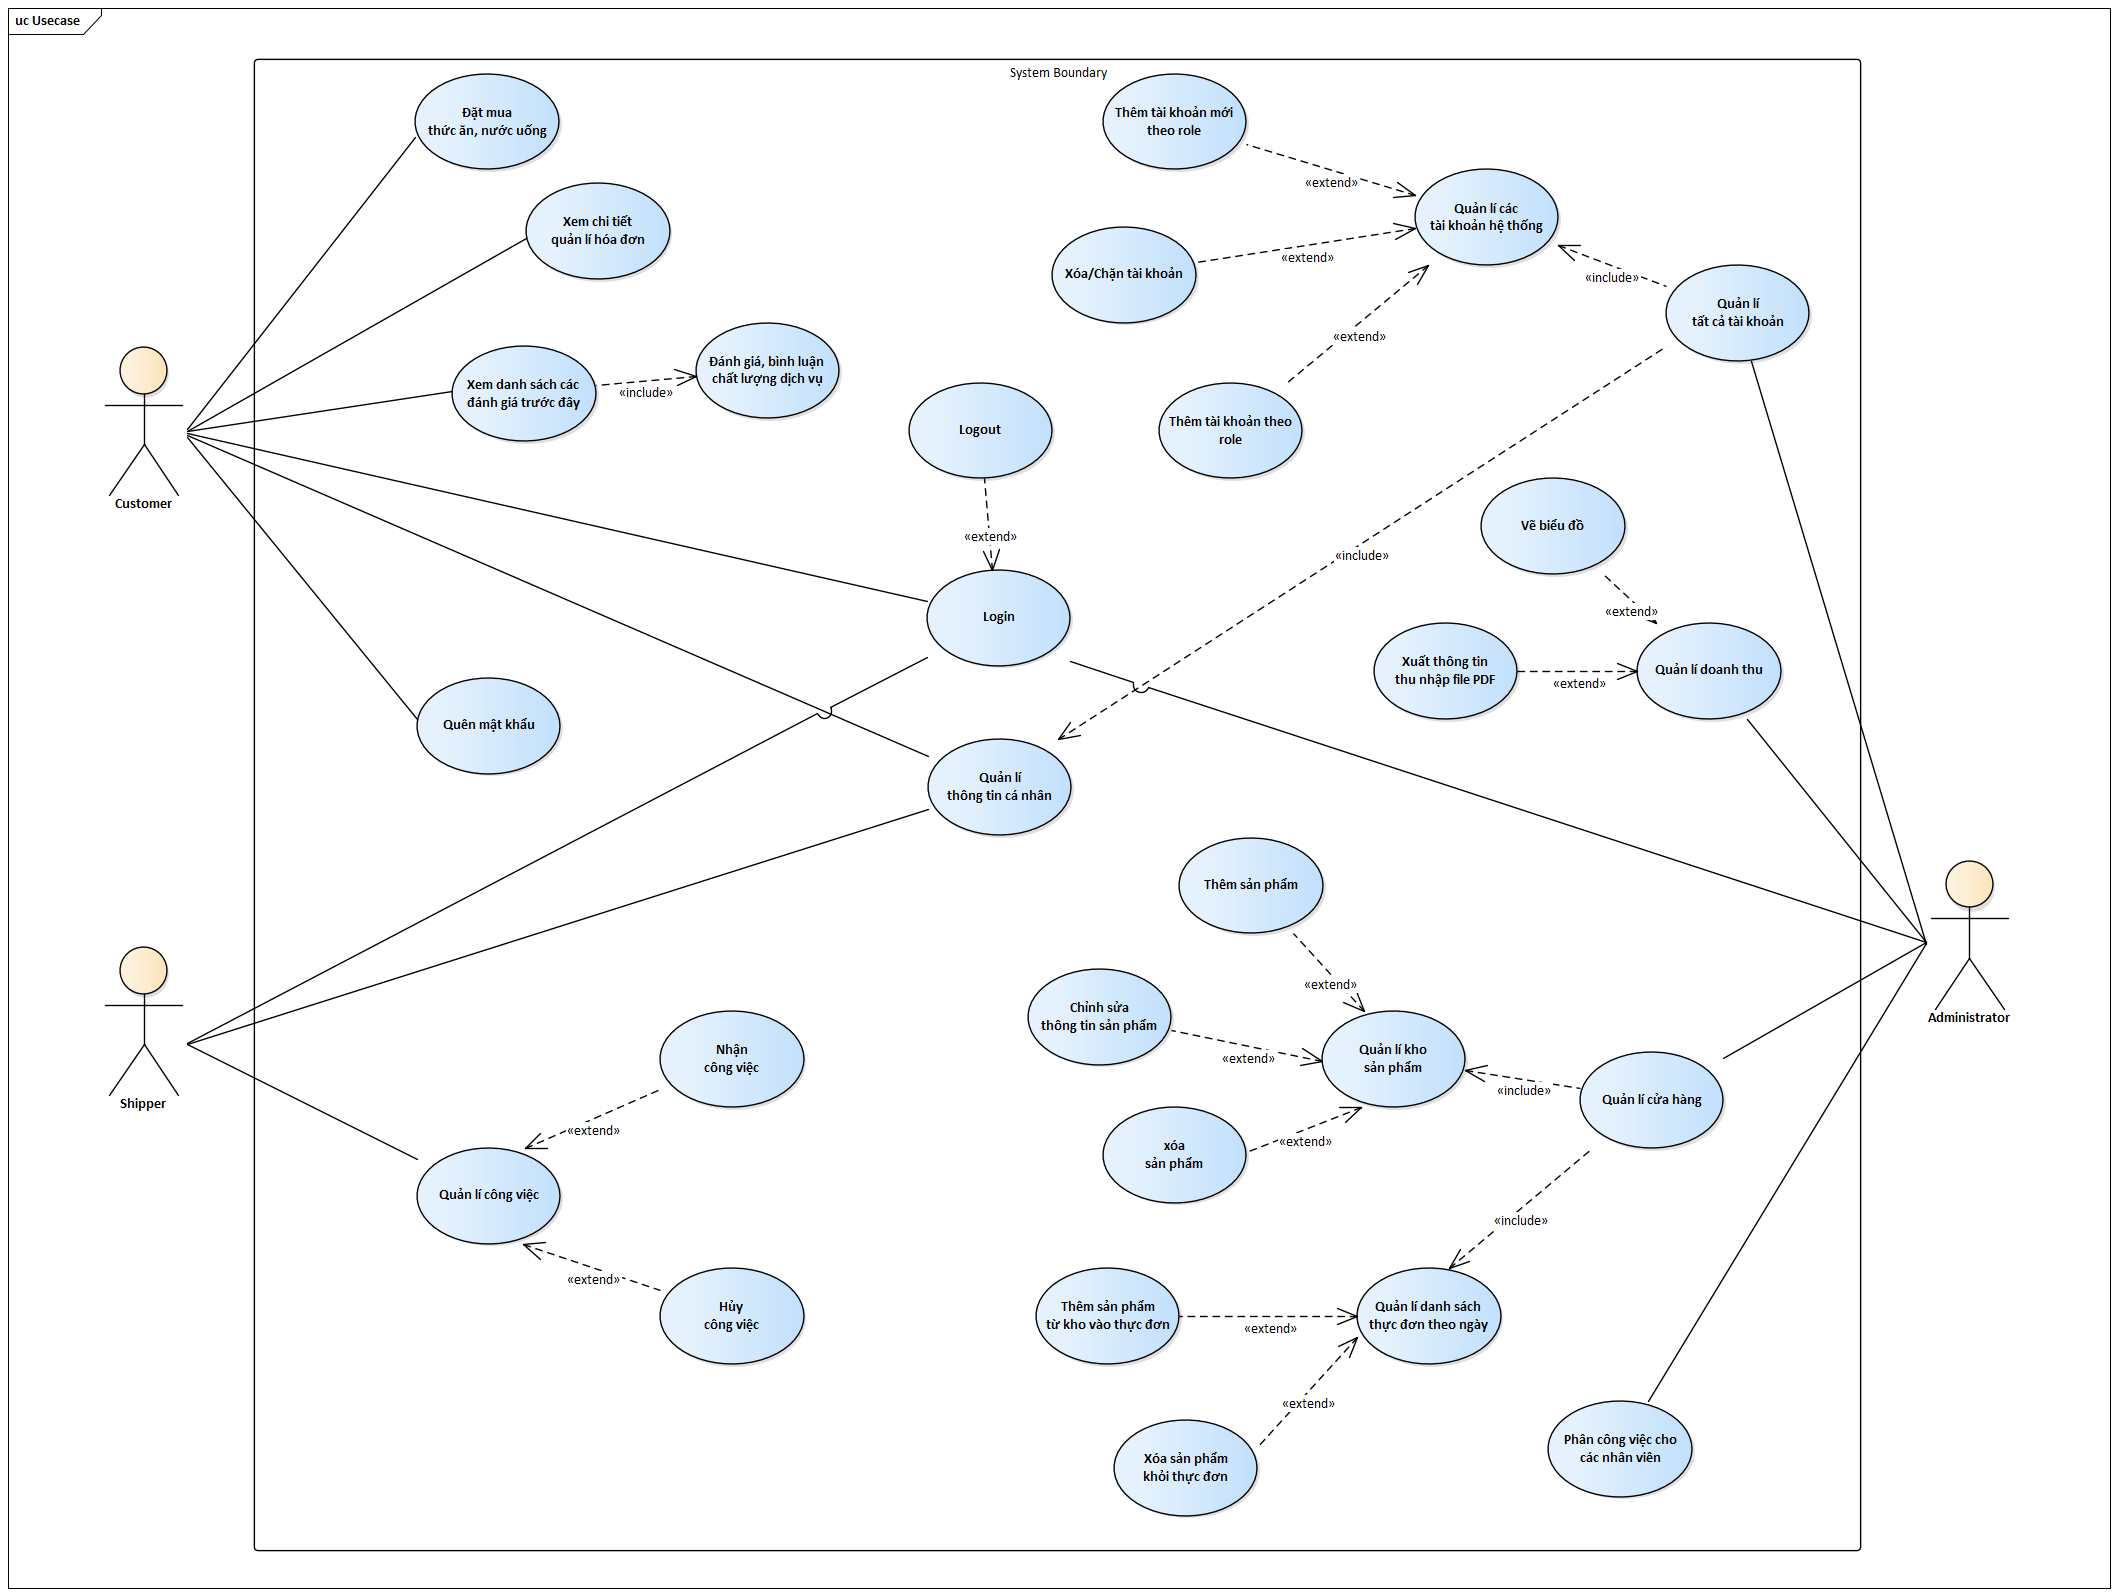 uc Usecase
System Boundary
Đặt mua
thức ăn, nước uống
Thêm tài khoản mới
theo role
«extend»
Quản lí các
tài khoản hệ thống
Xem chi tiết
quản lí hóa đơn
Xóa/Chặn tài khoản
«extend»
«include»
Quản lí
tất cả tài khoản
«extend»
Xem danh sách các
đánh giá trước đây
«include»
Đánh giá, bình luận
chất lượng dịch vụ
Logout
Thêm tài khoản theo
role
Customer
«extend»
Vẽ biểu đồ
«include»
«extend»
Login
Xuất thông tin
thu nhập file PDF
«extend»
Quản lí doanh thu
Quên mật khẩu
Quản lí
thông tin cá nhân
Thêm sản phẩm
«extend»
Administrator
Chỉnh sửa
thông tin sản phẩm
«extend»
Quản lí kho
sản phẩm
Nhận
công việc
«include»
Quản lí cửa hàng
Shipper
«extend»
xóa
sản phẩm
«extend»
Quản lí công việc
«include»
«extend»
Hủy
công việc
Thêm sản phẩm
từ kho vào thực đơn
«extend»
Quản lí danh sách
thực đơn theo ngày
«extend»
Xóa sản phẩm
khỏi thực đơn
Phân công việc cho
các nhân viên